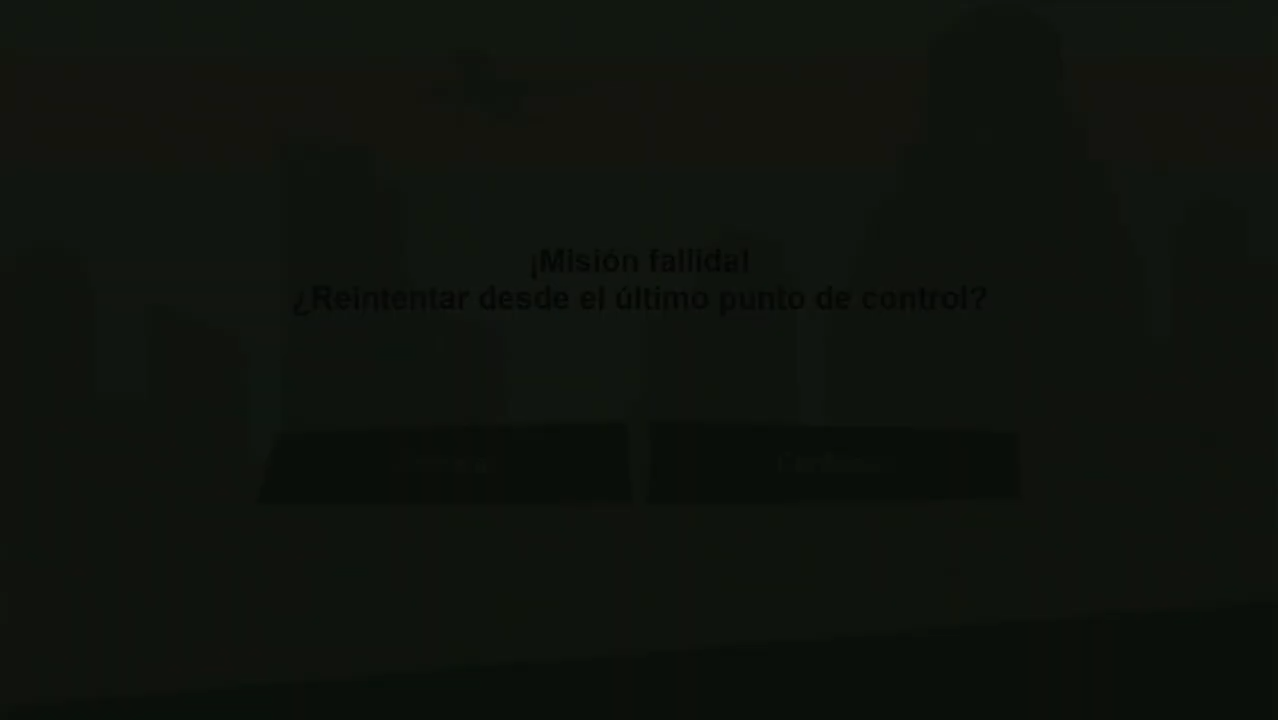 ¡Misión fallida!
¿Reintentar desde el último punto de control?